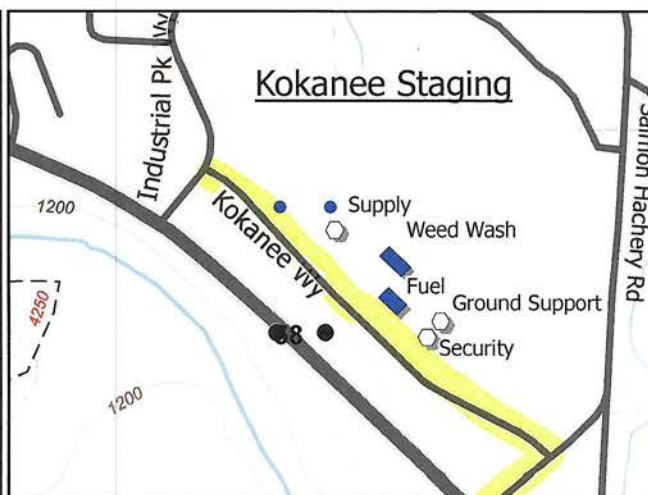 Industrial Pk Wy
Kokanee Staging
Salmon Hachery Rd
1200
Supply
Weed Wash
Kokanee Wy
Fuel
Ground Support
Security
4250
1200